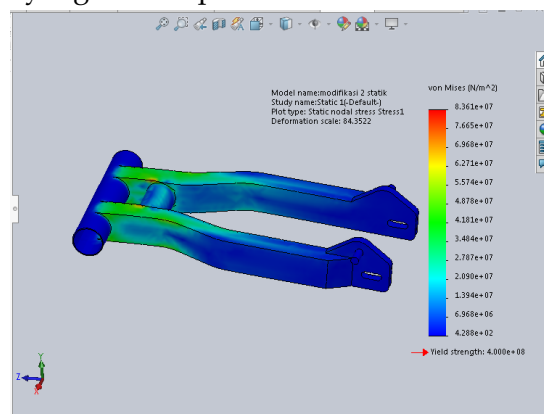 Model name:modifikasi 2 statik
Study name:Static 1(-Default-)
Plot type: Static nodal stress Stress1
Deformation scale: 84.3522
von Mises (N/m^2)
8.361e+07
7.665e+07
6.968e+07
6.271e+07
5.574e+07
4.878e+07
4.181e+07
3.484e+07
2.787e+07
2.090e+07
1.394e+07
6.968e+06
4.288e+02
Yield strength: 4.000e+08
Y
Z
X